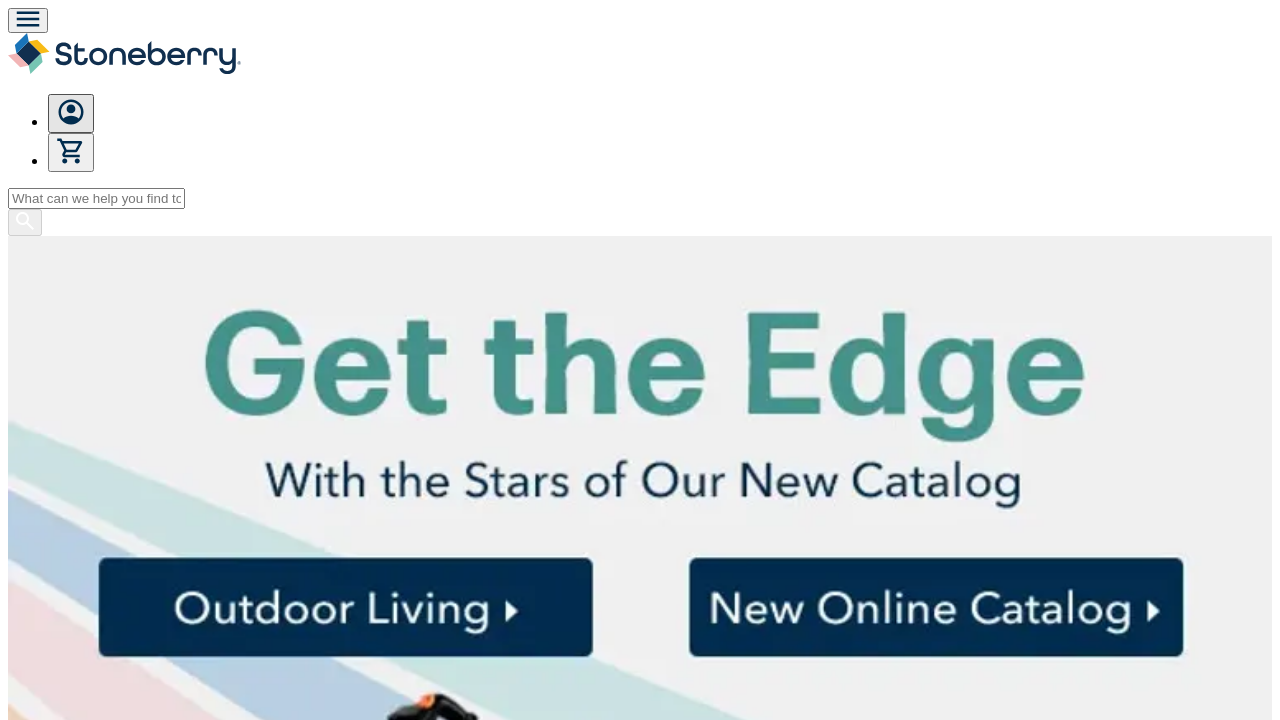 Stoneberry
What can we help you find to
Get the Edge
With the Stars of Our New Catalog
Outdoor Living
New Online Catalog